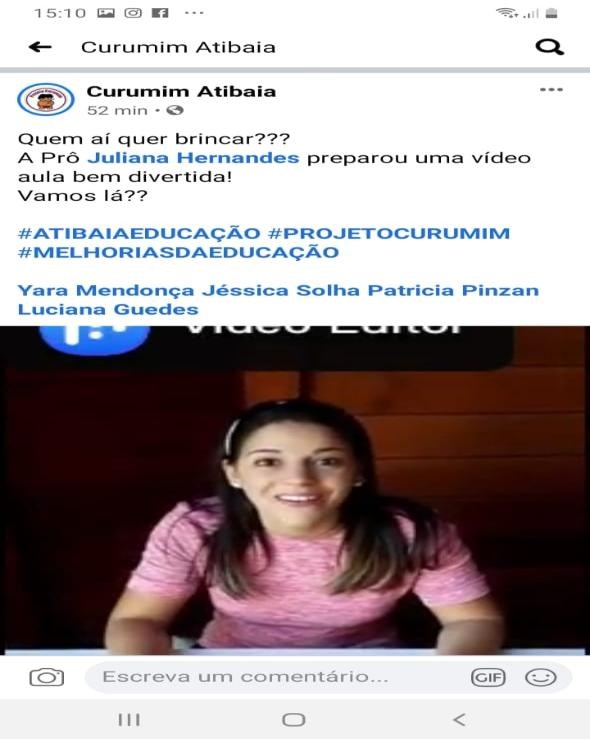 15:10
Curumim Atibaia
Curumim Atibaia
52 min
Quem aí quer brincar???
A Prô Juliana Hernandes preparou uma vídeo
aula bem divertida!
Vamos lá??
#ATIBAIAEDUCAÇÃO #PROJETOCURUMIM
#MELHORIASDAEDUCAÇÃO
Yara Mendonça Jéssica Solha Patricia Pinzan
Luciana Guedes
Video Editor
Escreva um comentário...
GIF